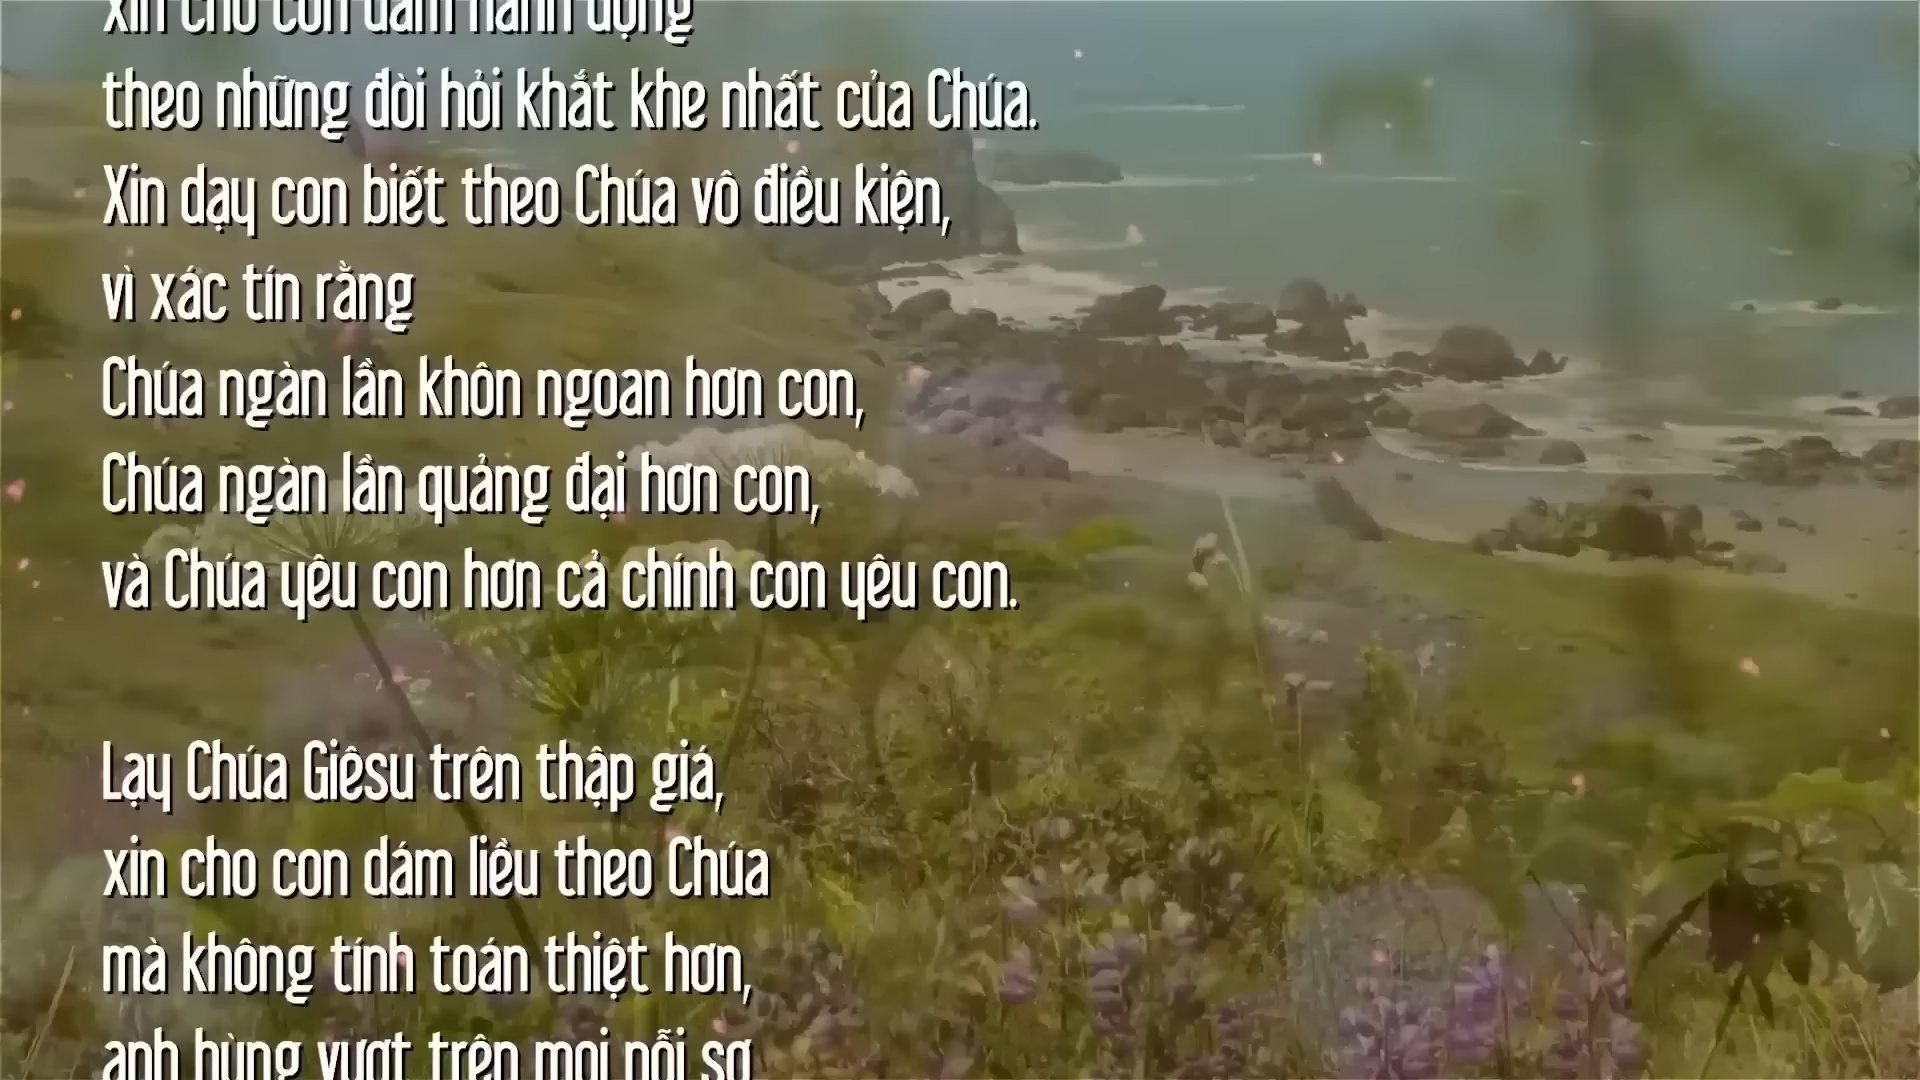 xin cho con dám hành động
theo những đòi hỏi khắt khe nhất của Chúa.
Xin dạy con biết theo Chúa vô điều kiện,
vì xác tín rằng
Chúa ngàn lần khôn ngoan hơn con,
Chúa ngàn lần quảng đại hơn con,
và Chúa yêu con hơn cả chính con yêu con.
Lạy Chúa Giêsu trên thập giá,
xin cho con dám liều theo Chúa
mà không tính toán thiệt hơn,
anh hùng vượt trên mọi nỗi sợ